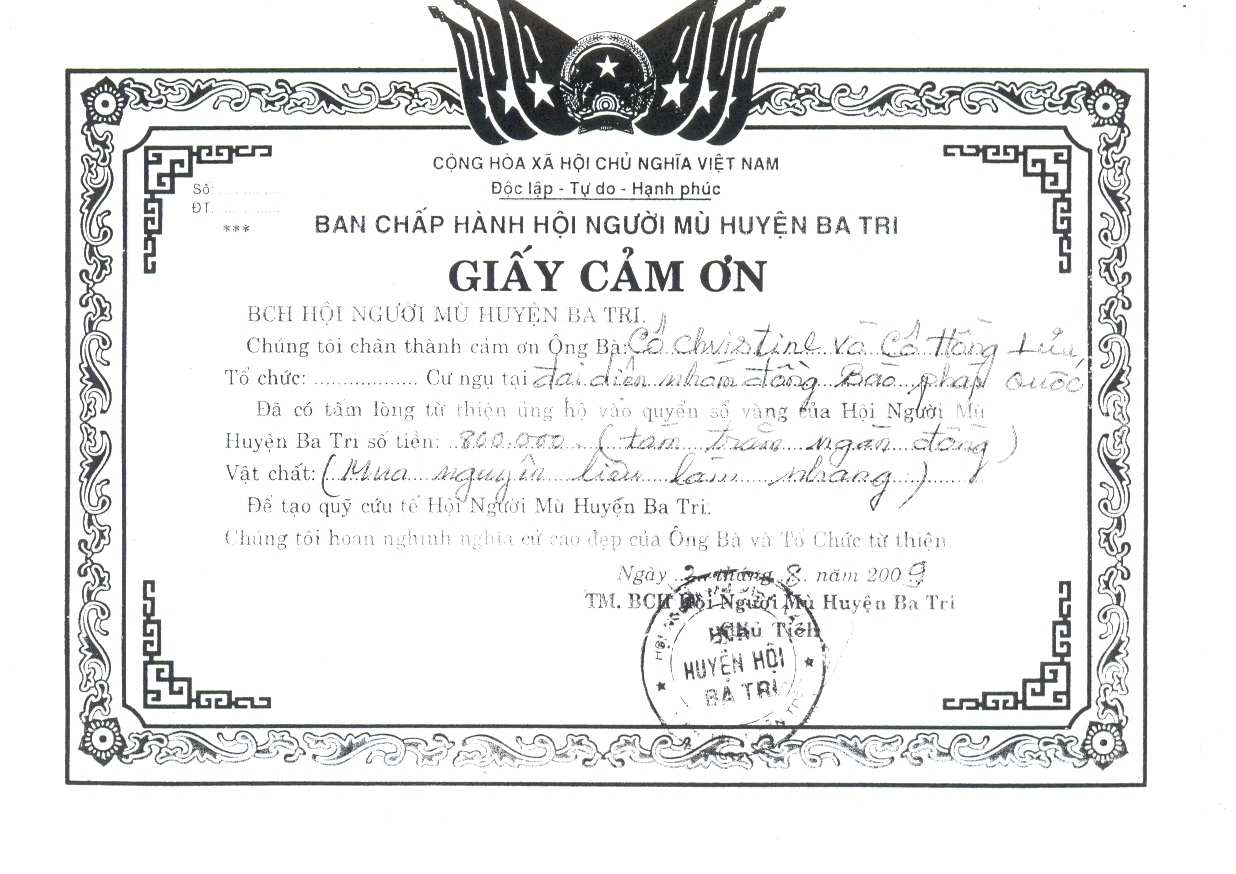 CỘNG HÒA XÃ HỘI CHỦ NGHĨA VIỆT NAM
Độc lập - Tự do - Hạnh phúc
Số: ................
ĐT. ................
***
BAN CHẤP HÀNH HỘI NGƯỜI MÙ HUYỆN BA TRI
GIẤY CẢM ƠN
BCH HỘI NGƯỜI MÙ HUYỆN BA TRI.
Chúng tôi chân thành cảm ơn Ông Bà: Cô Christine và Cô Hồng Lửu,
Tổ chức: .................. Cư ngụ tại đại diện nhóm đồng Bào pháp quốc
Đã có tâm lòng từ thiện ủng hộ vào quyển sổ vàng của Hội Người Mù
Huyện Ba Tri số tiền: 800.000. (tám trăm ngàn đồng)
Vật chất: (Mua nguyên liệu làm nhang)
Để tạo quỹ cứu tế Hội Người Mù Huyện Ba Tri.
Chúng tôi hoan nghinh nghĩa cử cao đẹp của Ông Bà và Tổ Chức từ thiện.
Ngày 2 tháng 8 năm 2009
TM. BCH Hội Người Mù Huyện Ba Tri
Chủ Tịch
BCH
HUYỆN HỘI
BA TRI